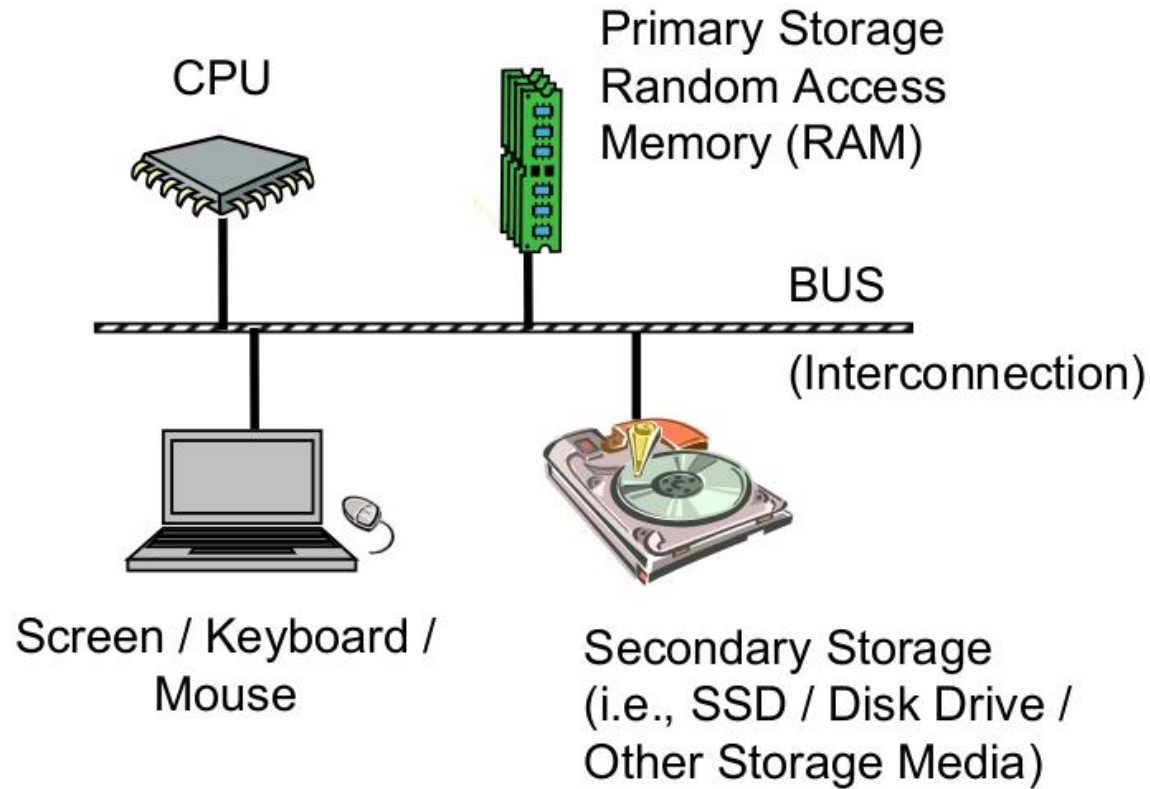 CPU
Primary Storage
Random Access
Memory (RAM)
BUS
(Interconnection)
Screen / Keyboard /
Mouse
Secondary Storage
(i.e., SSD / Disk Drive /
Other Storage Media)